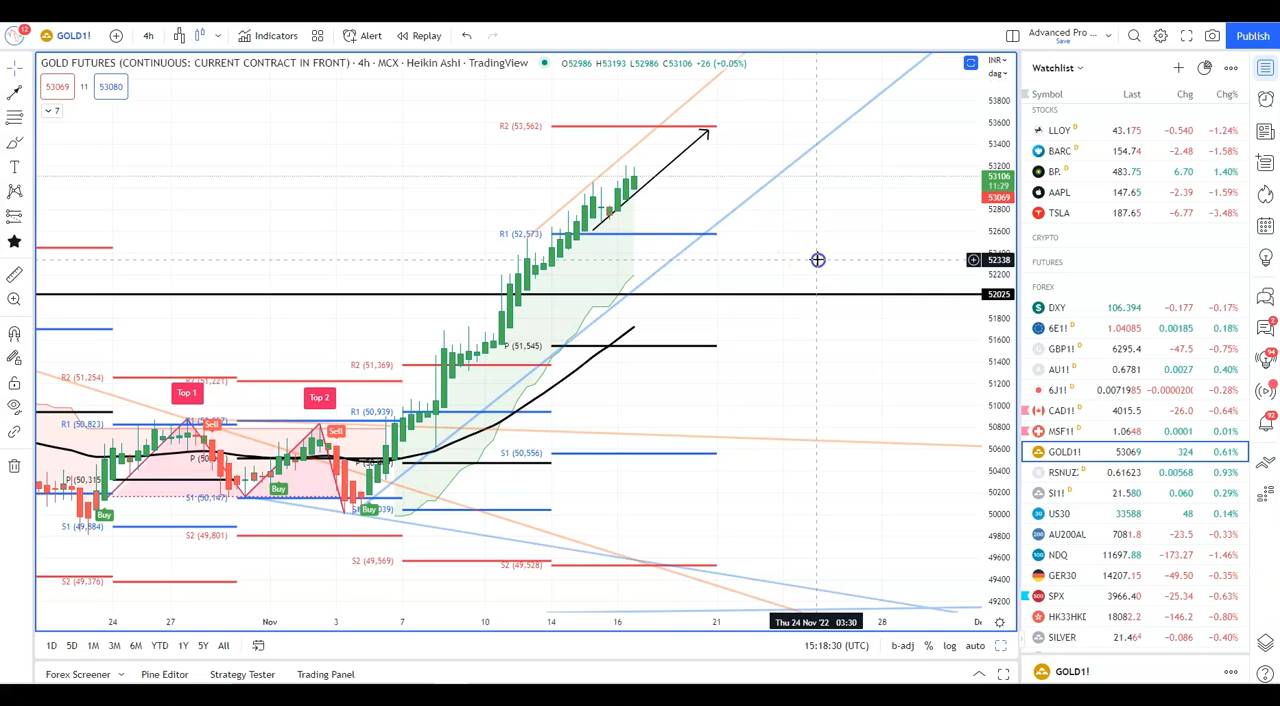 12
GOLD1!
4h
Indicators
Alert
Replay
Advanced Pro ...
Save
Publish
GOLD FUTURES (CONTINUOUS: CURRENT CONTRACT IN FRONT) · 4h · MCX · Heikin Ashi · TradingView
O52986 H53193 L52986 C53106 +26 (+0.05%)
53069
11
53080
7
INR
dag
53800
53600
53400
53200
53106
11:29
53069
52800
52338
52200
52025
51800
51600
51400
51200
51000
50800
50600
50400
50200
50000
49800
49600
49400
49200
R2 (53,562)
R1 (52,573)
P (51,545)
R2 (51,369)
R2 (51,254)
Top 1
Top 2
R1 (50,939)
R1 (50,823)
Sell
Sell
S1 (50,556)
P (50,315)
Buy
S1 (50,147)
Buy
Buy
S1 (49,884)
S2 (49,801)
S2 (49,569)
S2 (49,528)
S2 (49,376)
24
27
Nov
3
7
10
14
16
21
Thu 24 Nov '22 03:30
28
1D
5D
1M
3M
6M
YTD
1Y
5Y
All
15:18:30 (UTC)
b-adj
%
log
auto
Forex Screener
Pine Editor
Strategy Tester
Trading Panel
Watchlist
Symbol Last Chg Chg%
STOCKS
LLOY D 43.175 −0.540 −1.24%
BARC D 154.74 −2.48 −1.58%
BP. D 483.75 6.70 1.40%
AAPL 147.65 −2.39 −1.59%
TSLA 187.65 −6.77 −3.48%
CRYPTO
FUTURES
FOREX
DXY 106.394 −0.177 −0.17%
6E1! D 1.04085 0.00185 0.18%
GBP1! D 6295.4 −47.5 −0.75%
AU1! D 0.6781 0.0027 0.40%
6J1! D 0.0071985 −0.0000200 −0.28%
CAD1! D 4015.5 −26.0 −0.64%
MSF1! D 1.0648 0.0001 0.01%
GOLD1! 53069 324 0.61%
RSNUZ D 0.61623 0.00568 0.93%
SI1! D 21.580 0.060 0.29%
US30 33588 48 0.14%
AU200AL 7081.8 −23.5 −0.33%
NDQ 11697.88 −173.27 −1.46%
GER30 14207.15 −49.50 −0.35%
SPX 3966.40 −25.34 −0.63%
HK33HKD 18082.2 −146.2 −0.80%
SILVER 21.464 −0.086 −0.40%
GOLD1!
2
94
92